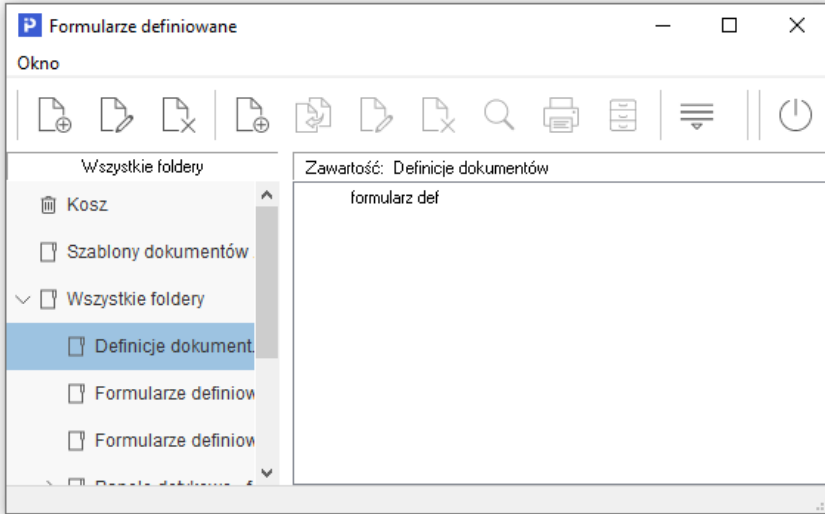 Formularze definiowane
Okno
Wszystkie foldery
Zawartość: Definicje dokumentów
Kosz
formularz def
Szablony dokumentów
Wszystkie foldery
Definicje dokument.
Formularze definiow
Formularze definiow